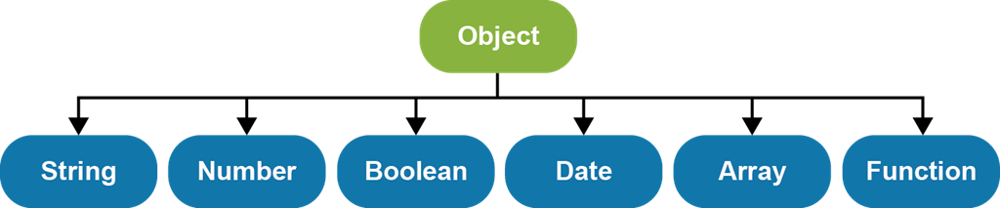 Object
String
Number
Boolean
Date
Array
Function